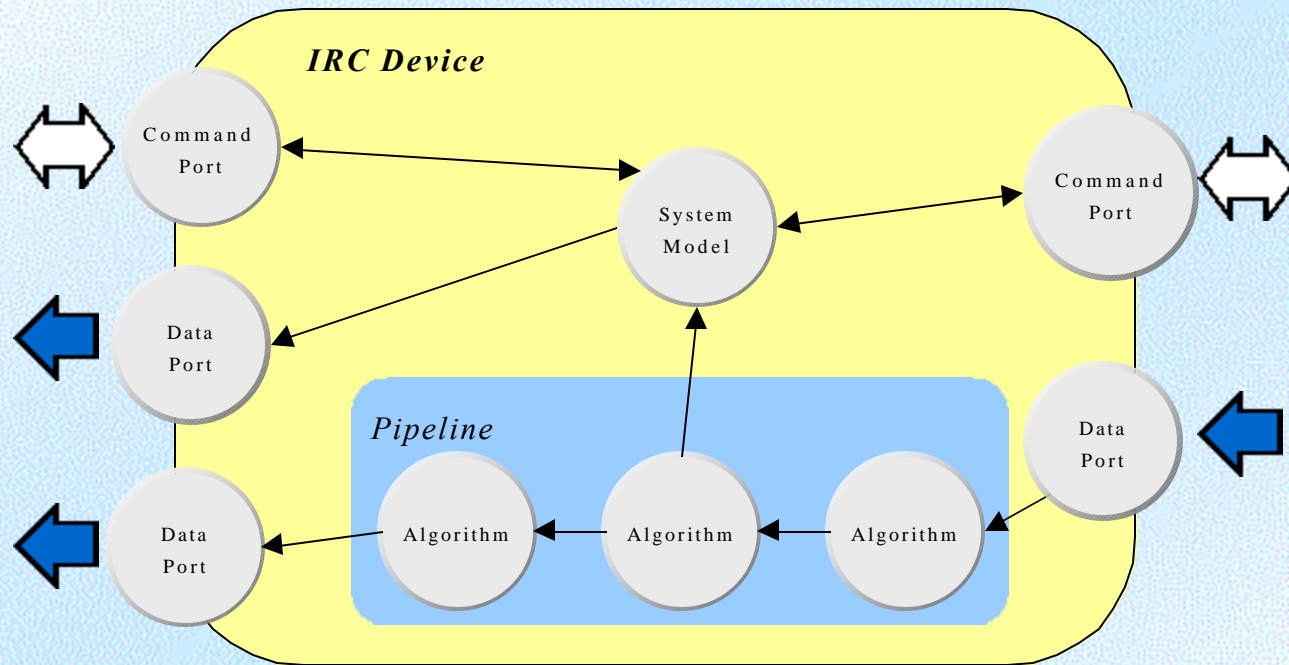 IRC Device
Command
Port
System
Model
Command
Port
Data
Port
Pipeline
Data
Port
Data
Port
Algorithm
Algorithm
Algorithm